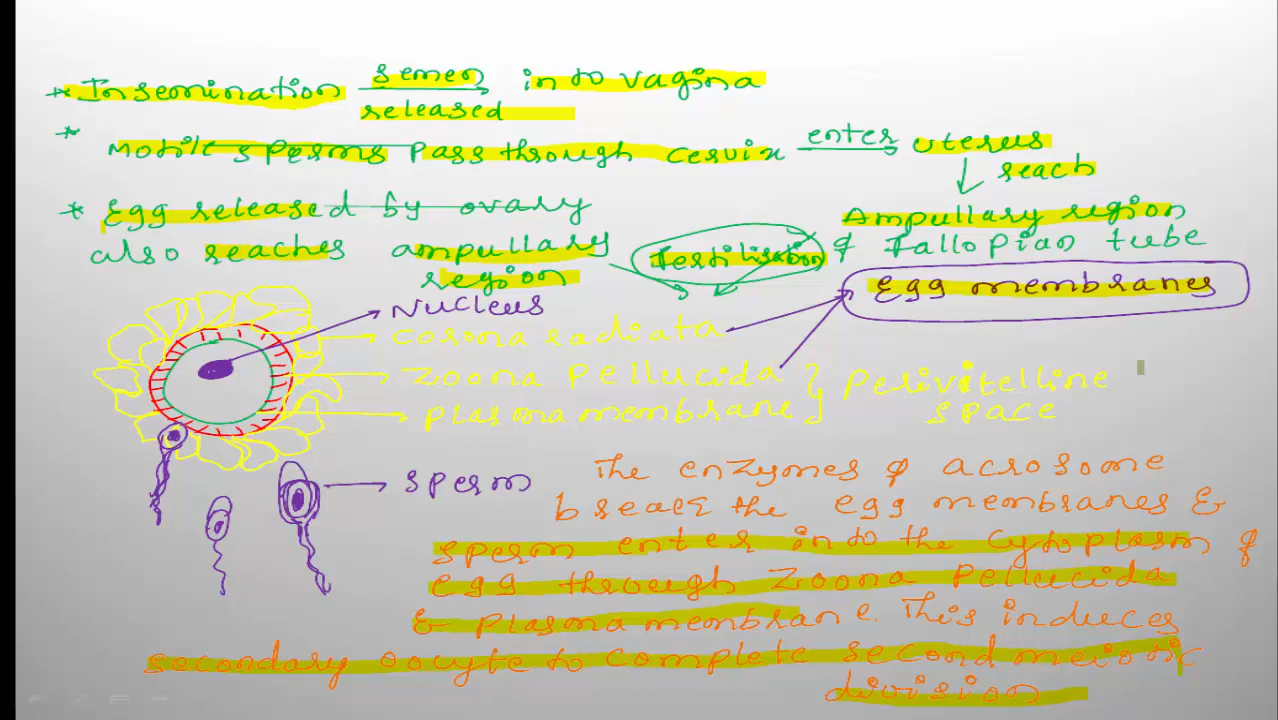 * Insemination semen released in to vagina
* Motile sperms Pass through cervix enter uterus
reach
* Egg released by ovary Ampullary region
also reaches ampullary region Fertilisation of Fallopian tube
Egg membranes
Nucleus
corona radiata
zoona Pellucida } Perivitelline space
Plasma membrane
sperm
The enzymes of acrosome
break the egg membranes &
sperm enter into the cytoplasm of
egg through zoona Pellucida
& Plasma membrane. This induces
secondary oocyte to complete second meiotic
division